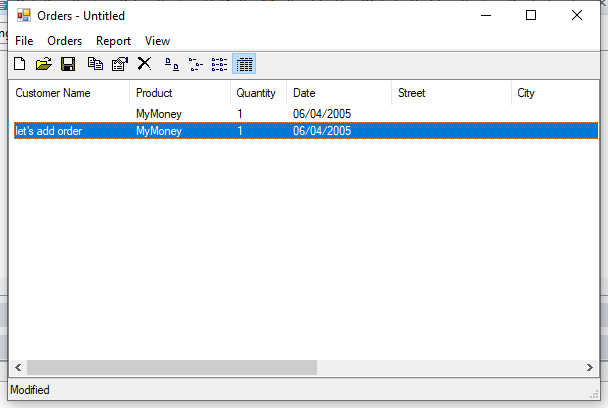 Orders - Untitled
File Orders Report View
Customer Name Product Quantity Date Street City
MyMoney 1 06/04/2005
let's add order MyMoney 1 06/04/2005
Modified